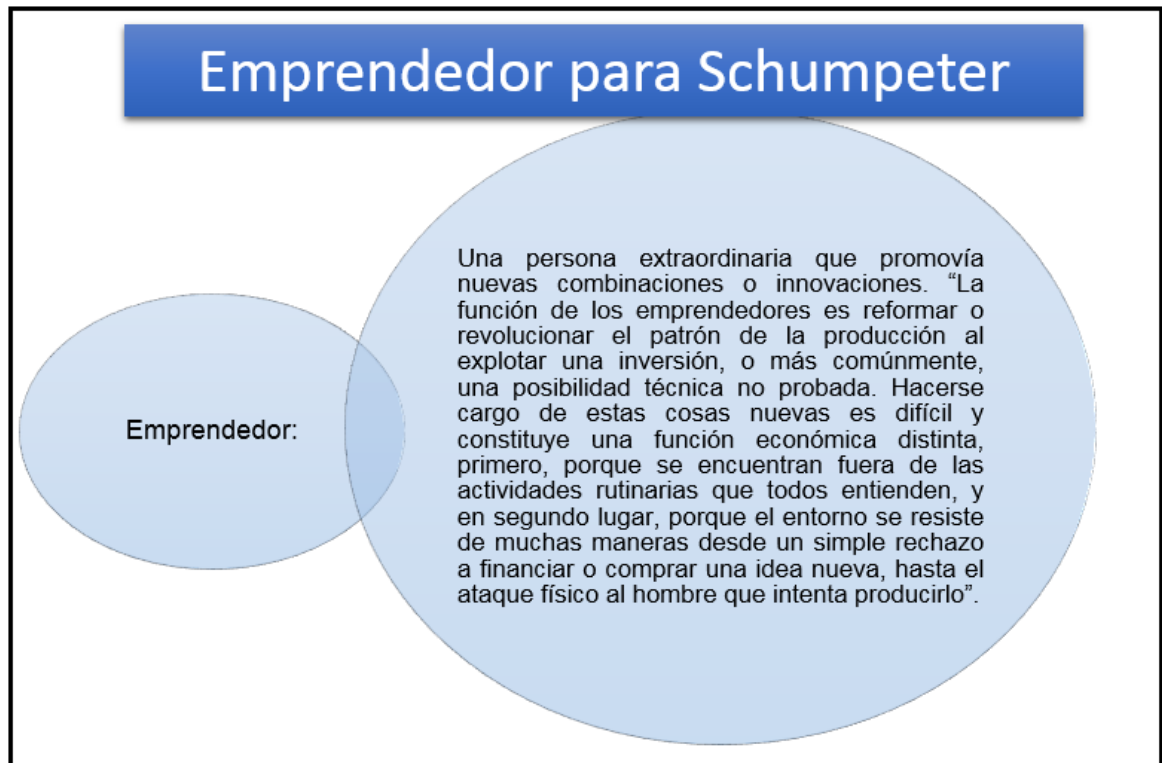 Emprendedor para Schumpeter
Emprendedor:
Una persona extraordinaria que promovía
nuevas combinaciones o innovaciones. “La
función de los emprendedores es reformar o
revolucionar el patrón de la producción al
explotar una inversión, o más comúnmente,
una posibilidad técnica no probada. Hacerse
cargo de estas cosas nuevas es difícil y
constituye una función económica distinta,
primero, porque se encuentran fuera de las
actividades rutinarias que todos entienden, y
en segundo lugar, porque el entorno se resiste
de muchas maneras desde un simple rechazo
a financiar o comprar una idea nueva, hasta el
ataque físico al hombre que intenta producirlo”.